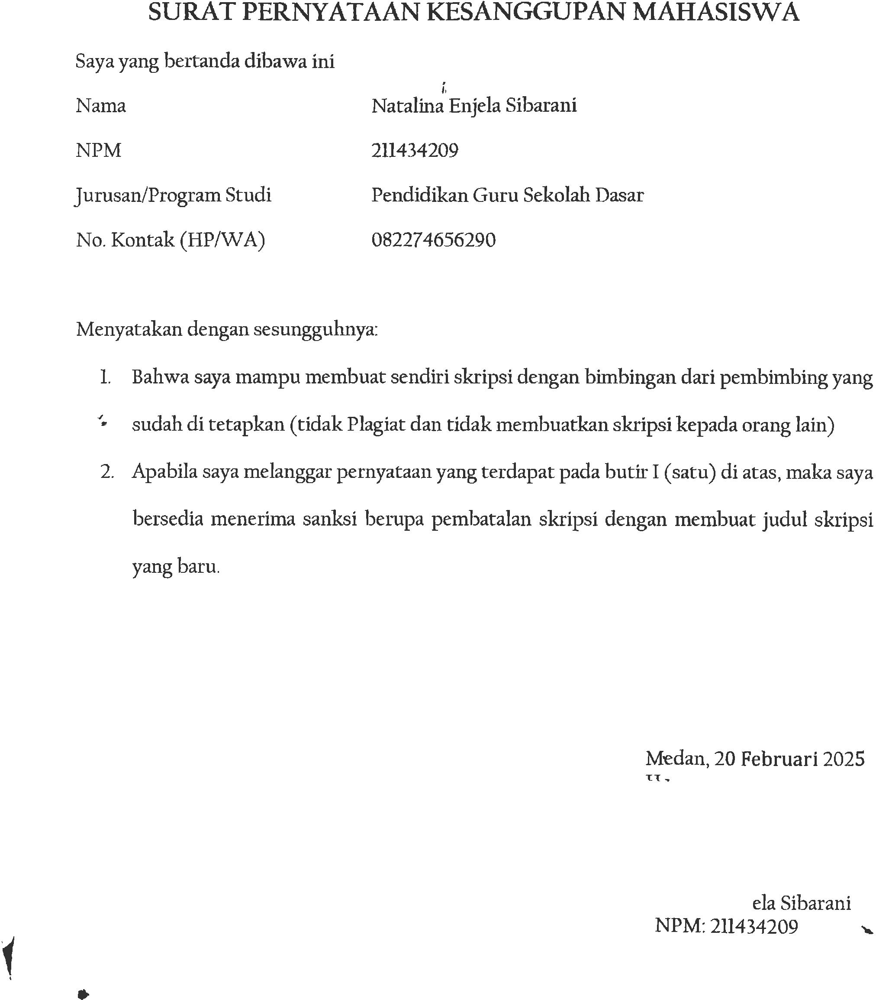 SURAT PERNYATAAN KESANGGUPAN MAHASISWA
Saya yang bertanda dibawa ini
Nama Natalina Enjela Sibarani
NPM 211434209
Jurusan/Program Studi Pendidikan Guru Sekolah Dasar
No. Kontak (HP/WA) 082274656290
Menyatakan dengan sesungguhnya:
1. Bahwa saya mampu membuat sendiri skripsi dengan bimbingan dari pembimbing yang
sudah di tetapkan (tidak Plagiat dan tidak membuatkan skripsi kepada orang lain)
2. Apabila saya melanggar pernyataan yang terdapat pada butir I (satu) di atas, maka saya
bersedia menerima sanksi berupa pembatalan skripsi dengan membuat judul skripsi
yang baru.
Medan, 20 Februari 2025
ela Sibarani
NPM: 211434209